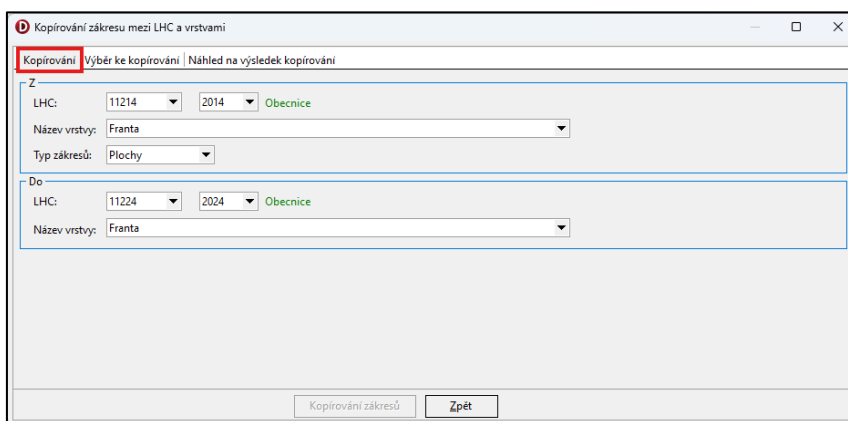 Kopírování zákresu mezi LHC a vrstvami
Kopírování Výběr ke kopírování Náhled na výsledek kopírování
Z
LHC: 11214 2014 Obecnice
Název vrstvy: Franta
Typ zákresů: Plochy
Do
LHC: 11224 2024 Obecnice
Název vrstvy: Franta
Kopírování zákresů Zpět